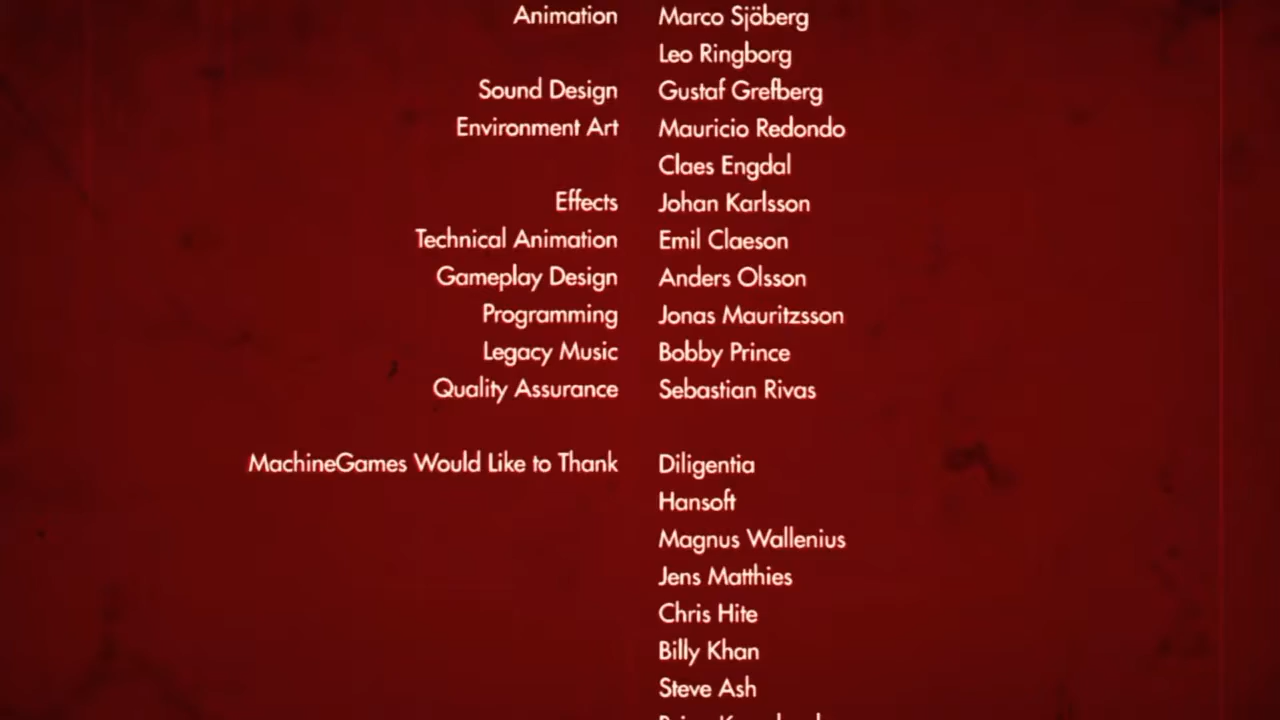 Animation Marco Sjöberg
Leo Ringborg
Sound Design Gustaf Grefberg
Environment Art Mauricio Redondo
Claes Engdal
Effects Johan Karlsson
Technical Animation Emil Claeson
Gameplay Design Anders Olsson
Programming Jonas Mauritzsson
Legacy Music Bobby Prince
Quality Assurance Sebastian Rivas
MachineGames Would Like to Thank Diligentia
Hansoft
Magnus Wallenius
Jens Matthies
Chris Hite
Billy Khan
Steve Ash